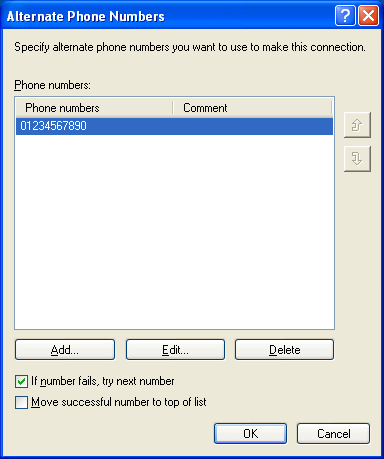 Alternate Phone Numbers
Specify alternate phone numbers you want to use to make this connection.
Phone numbers:
Phone numbers Comment
01234567890
Add... Edit... Delete
If number fails, try next number
Move successful number to top of list
OK Cancel